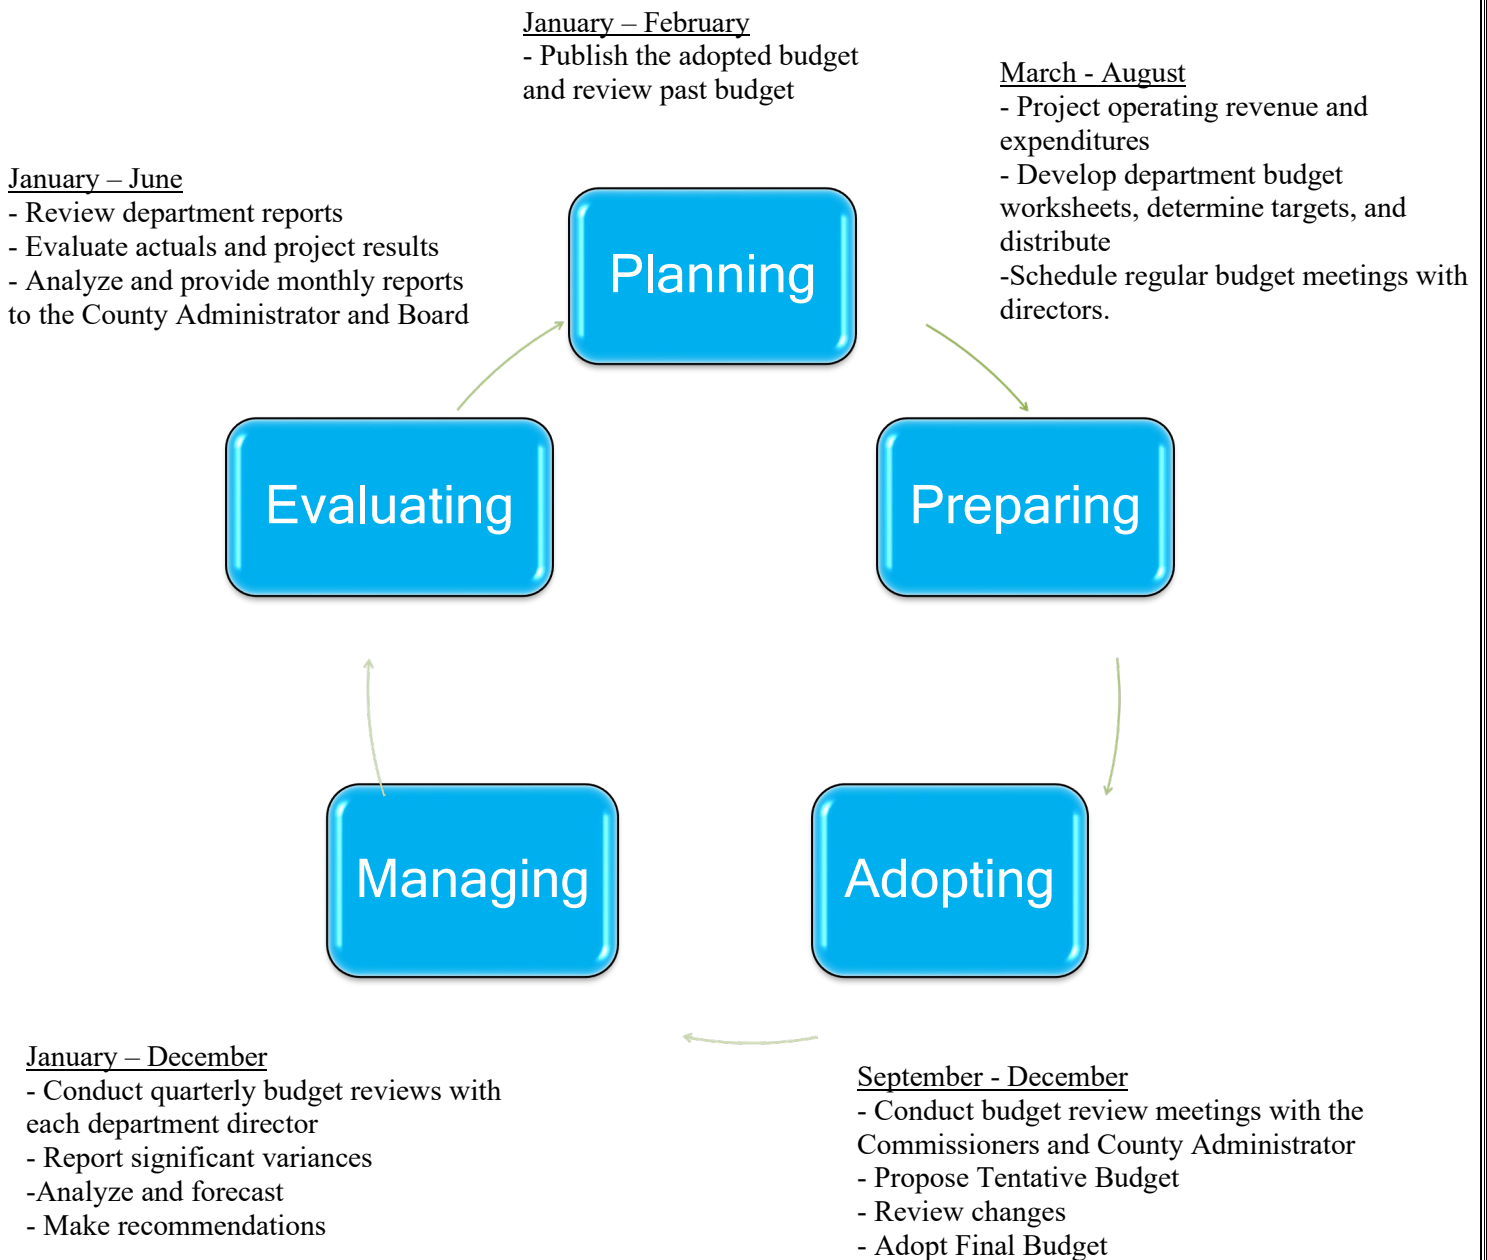 January – February
- Publish the adopted budget
and review past budget
March - August
- Project operating revenue and
expenditures
- Develop department budget
worksheets, determine targets, and
distribute
-Schedule regular budget meetings with
directors.
January – June
- Review department reports
- Evaluate actuals and project results
- Analyze and provide monthly reports
to the County Administrator and Board
Planning
Evaluating
Preparing
Managing
Adopting
January – December
- Conduct quarterly budget reviews with
each department director
- Report significant variances
-Analyze and forecast
- Make recommendations
September - December
- Conduct budget review meetings with the
Commissioners and County Administrator
- Propose Tentative Budget
- Review changes
- Adopt Final Budget